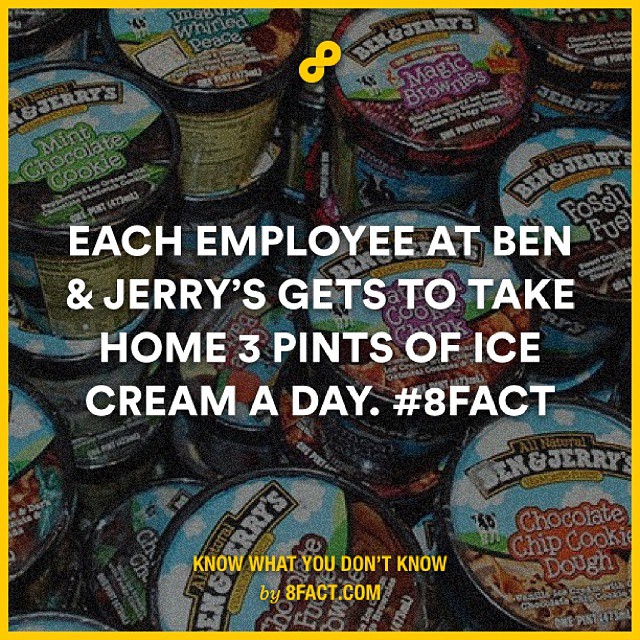 Imagine
Whirled
Peace
ONE PINT (473mL)
BEN & JERRY'S
Magic
Brownies
ONE PINT (473mL)
All Natural
BEN & JERRY'S
Mint
Chocolate
Cookie
ONE PINT (473mL)
BEN & JERRY'S
Fossil
Fuel
EACH EMPLOYEE AT BEN
& JERRY'S GETS TO TAKE
HOME 3 PINTS OF ICE
CREAM A DAY. #8FACT
All Natural
BEN & JERRY'S
Chocolate
Chip Cookie
Dough
BEN & JERRY'S
KNOW WHAT YOU DON'T KNOW
by 8FACT.COM